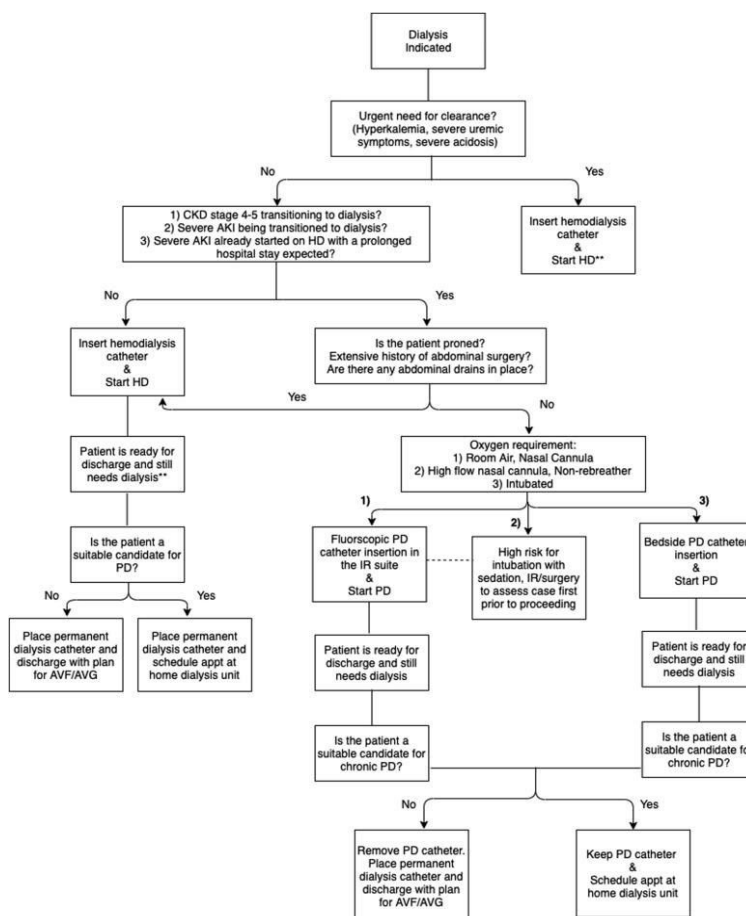 Dialysis
Indicated
Urgent need for clearance?
(Hyperkalemia, severe uremic
symptoms, severe acidosis)
No
Yes
1) CKD stage 4-5 transitioning to dialysis?
2) Severe AKI being transitioned to dialysis?
3) Severe AKI already started on HD with a prolonged
hospital stay expected?
Insert hemodialysis
catheter
&
Start HD**
No
Yes
Insert hemodialysis
catheter
&
Start HD
Is the patient proned?
Extensive history of abdominal surgery?
Are there any abdominal drains in place?
Yes
No
Patient is ready for
discharge and still
needs dialysis**
Oxygen requirement:
1) Room Air, Nasal Cannula
2) High flow nasal cannula, Non-rebreather
3) Intubated
1)
2)
3)
Is the patient a
suitable candidate for
PD?
Fluorscopic PD
catheter insertion in
the IR suite
&
Start PD
High risk for
intubation with
sedation, IR/surgery
to assess case first
prior to proceeding
Bedside PD catheter
insertion
&
Start PD
No
Yes
Place permanent
dialysis catheter and
discharge with plan
for AVF/AVG
Place permanent
dialysis catheter and
schedule appt at
home dialysis unit
Patient is ready for
discharge and still
needs dialysis
Patient is ready for
discharge and still
needs dialysis
Is the patient a
suitable candidate for
chronic PD?
Is the patient a
suitable candidate for
chronic PD?
No
Yes
Remove PD catheter.
Place permanent
dialysis catheter and
discharge with plan
for AVF/AVG
Keep PD catheter
&
Schedule appt at
home dialysis unit